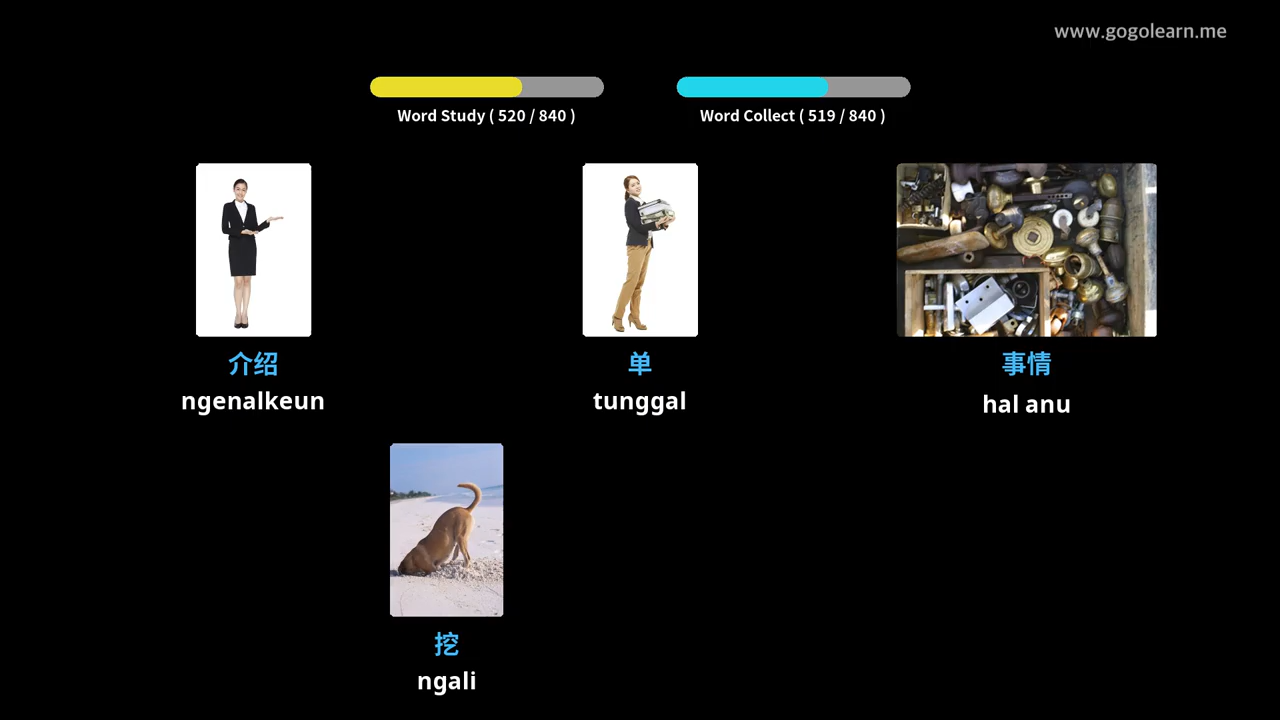 www.gogolearn.me
Word Study ( 520 / 840 )
Word Collect ( 519 / 840 )
介绍
ngenalkeun
单
tunggal
事情
hal anu
挖
ngali